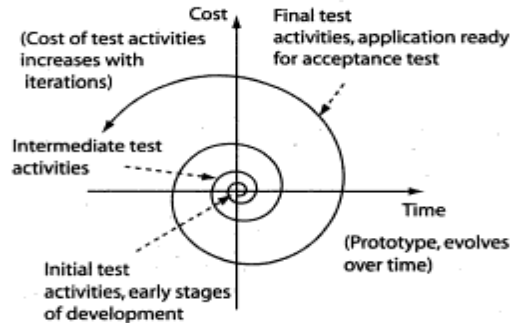 Cost
(Cost of test activities
increases with
iterations)
Final test
activities, application ready
for acceptance test
Intermediate test
activities
Time
(Prototype, evolves
over time)
Initial test
activities, early stages
of development